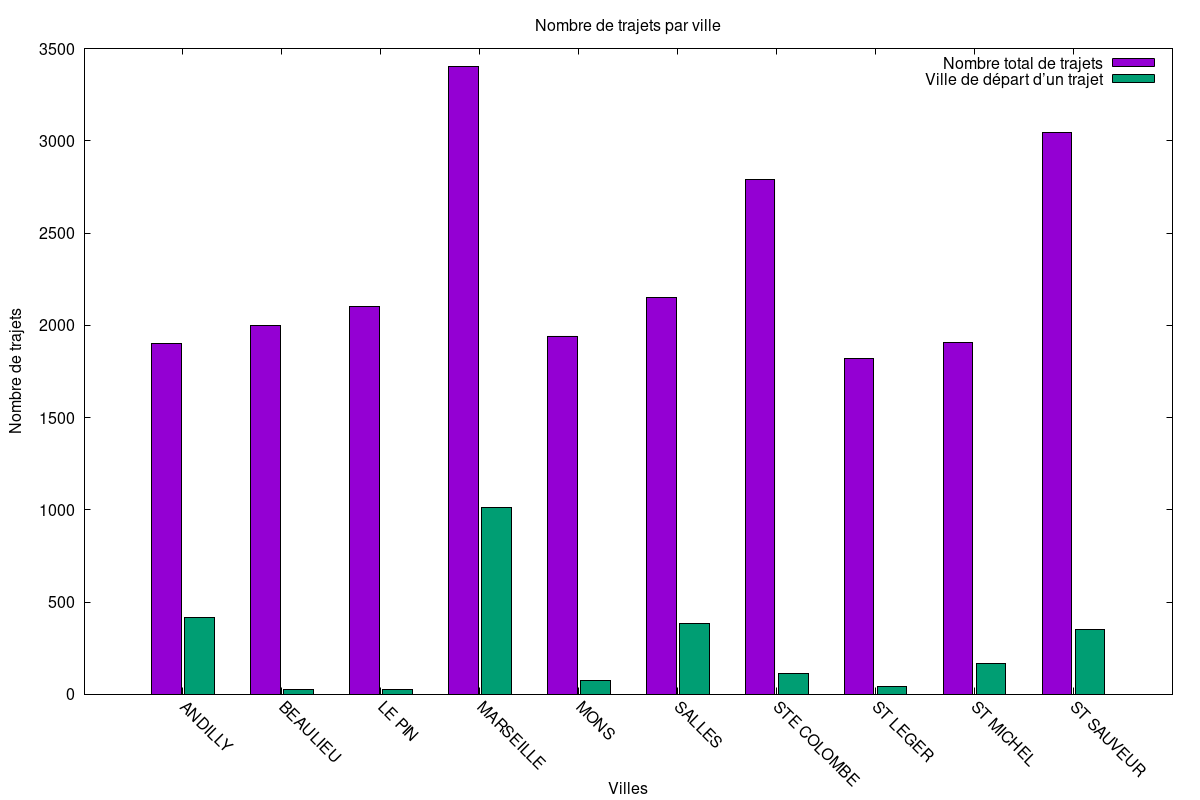 Nombre de trajets par ville
Nombre total de trajets
Ville de départ d'un trajet
3500
3000
2500
2000
1500
1000
500
0
Nombre de trajets
ANDILLY
BEAULIEU
LE PIN
MARSEILLE
MONS
SALLES
STE COLOMBE
ST LEGER
ST MICHEL
ST SAUVEUR
Villes